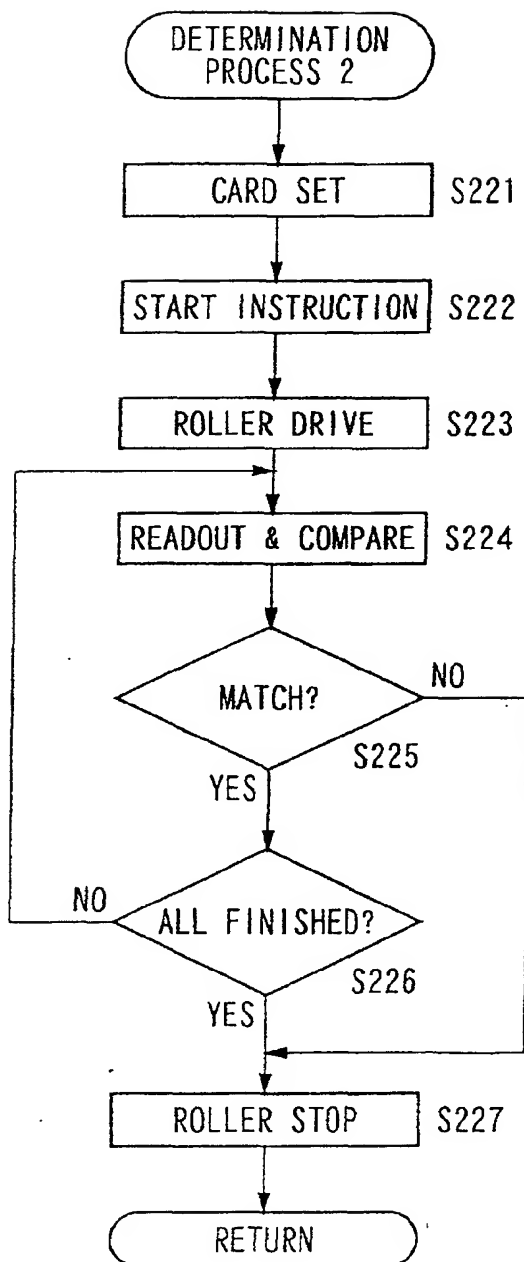 DETERMINATION
PROCESS 2
CARD SET S221
START INSTRUCTION S222
ROLLER DRIVE S223
READOUT & COMPARE S224
NO
MATCH?
S225
YES
NO
ALL FINISHED?
S226
YES
ROLLER STOP S227
RETURN